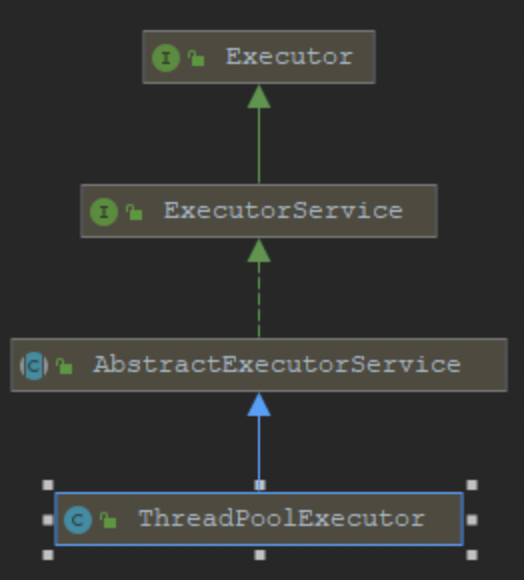 I Executor
I ExecutorService
C AbstractExecutorService
C ThreadPoolExecutor